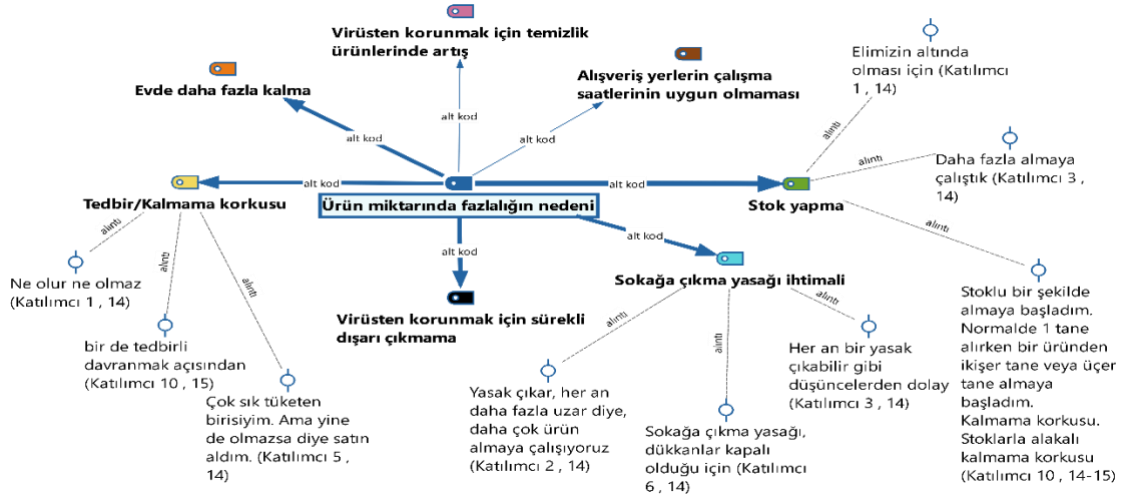 Virüsten korunmak için temizlik
ürünlerinde artış
Evde daha fazla kalma
Alışveriş yerlerin çalışma
saatlerinin uygun olmaması
Elimizin altında
olması için (Katılımcı
1 , 14)
alt kod
alt kod
alt kod
alıntı
alıntı
Daha fazla almaya
çalıştık (Katılımcı 3 ,
14)
alt kod
alt kod
Tedbir/Kalmama korkusu
Ürün miktarında fazlalığın nedeni
Stok yapma
alt kod
alt kod
alıntı
alıntı
alıntı
alıntı
Ne olur ne olmaz
(Katılımcı 1 , 14)
bir de tedbirli
davranmak açısından
(Katılımcı 10 , 15)
Çok sık tüketen
birisiyim. Ama yine
de olmazsa diye satın
aldım. (Katılımcı 5 ,
14)
Virüsten korunmak için sürekli
dışarı çıkmama
Sokağa çıkma yasağı ihtimali
alıntı
alıntı
alıntı
Yasak çıkar, her an
daha fazla uzar diye,
daha çok ürün
almaya çalışıyoruz
(Katılımcı 2 , 14)
Sokağa çıkma yasağı,
dükkanlar kapalı
olduğu için (Katılımcı
6 , 14)
Her an bir yasak
çıkabilir gibi
düşüncelerden dolay
(Katılımcı 3 , 14)
Stoklu bir şekilde
almaya başladım.
Normalde 1 tane
alırken bir üründen
ikişer tane veya üçer
tane almaya
başladım.
Kalmama korkusu.
Stoklarla alakalı
kalmama korkusu
(Katılımcı 10 , 14-15)